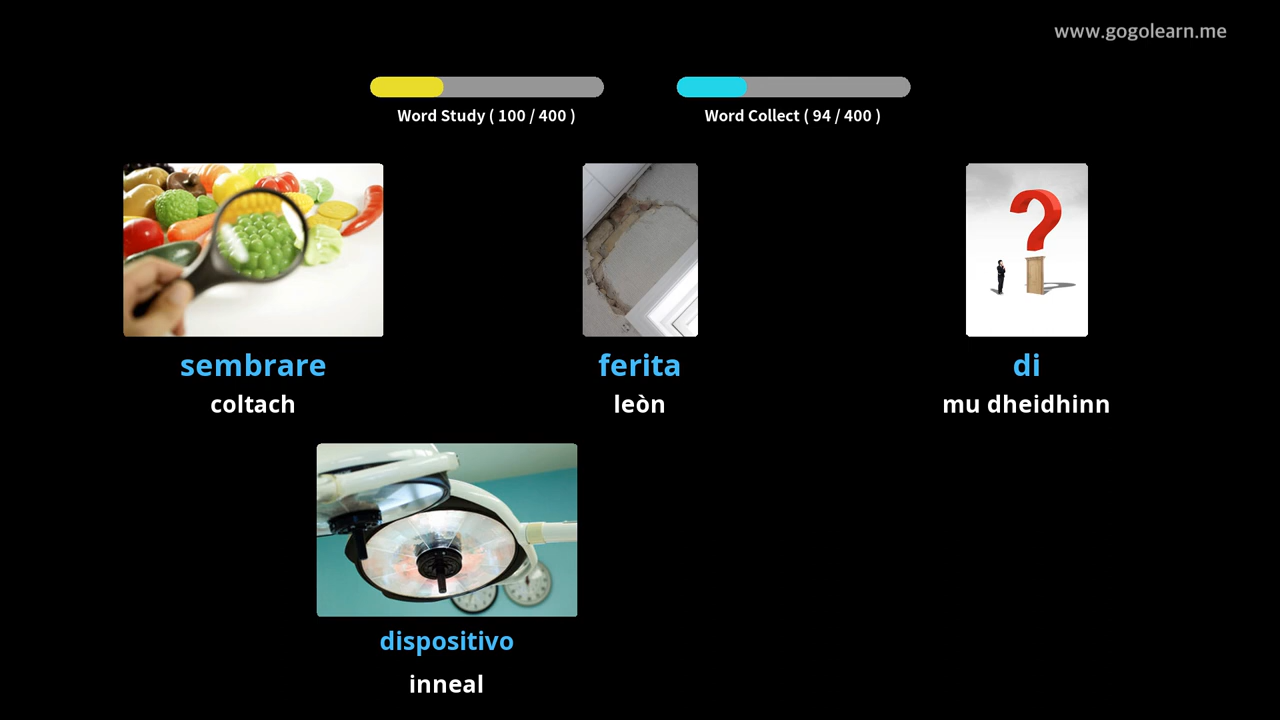 www.gogolearn.me
Word Study ( 100 / 400 )
Word Collect ( 94 / 400 )
sembrare
coltach
ferita
leòn
di
mu dheidhinn
dispositivo
inneal